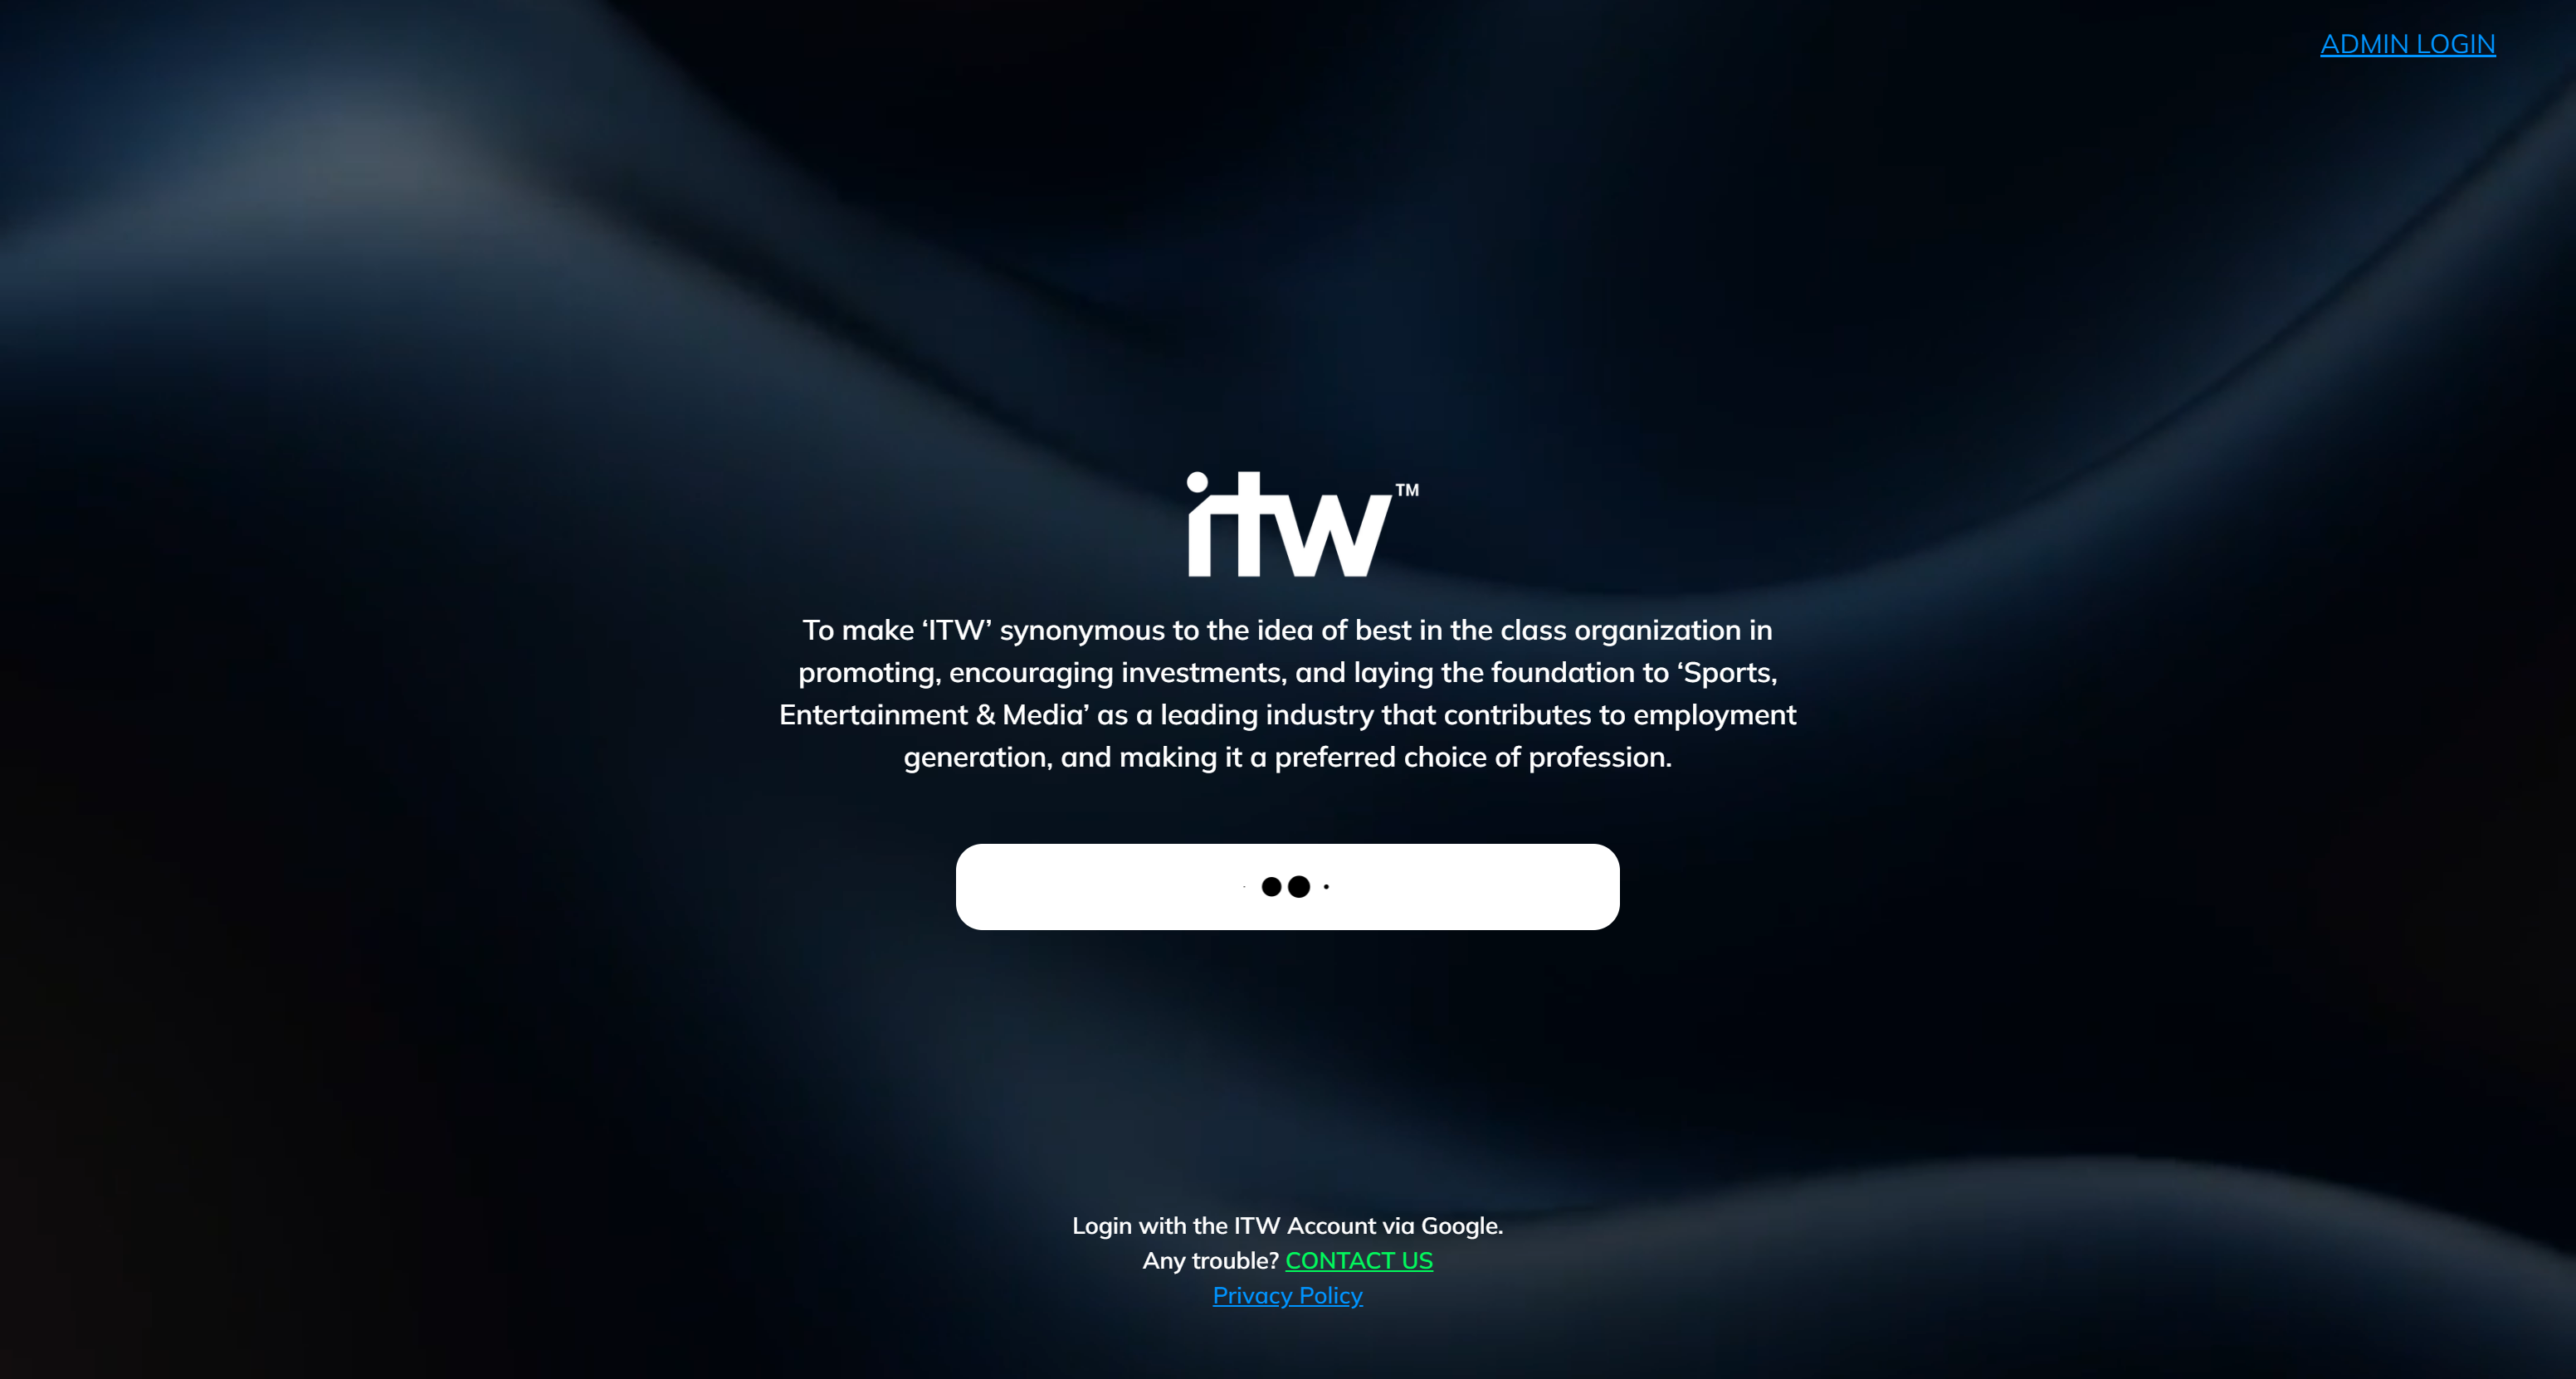 ADMIN LOGIN
itw™
To make ‘ITW’ synonymous to the idea of best in the class organization in
promoting, encouraging investments, and laying the foundation to ‘Sports,
Entertainment & Media’ as a leading industry that contributes to employment
generation, and making it a preferred choice of profession.
Login with the ITW Account via Google.
Any trouble? CONTACT US
Privacy Policy